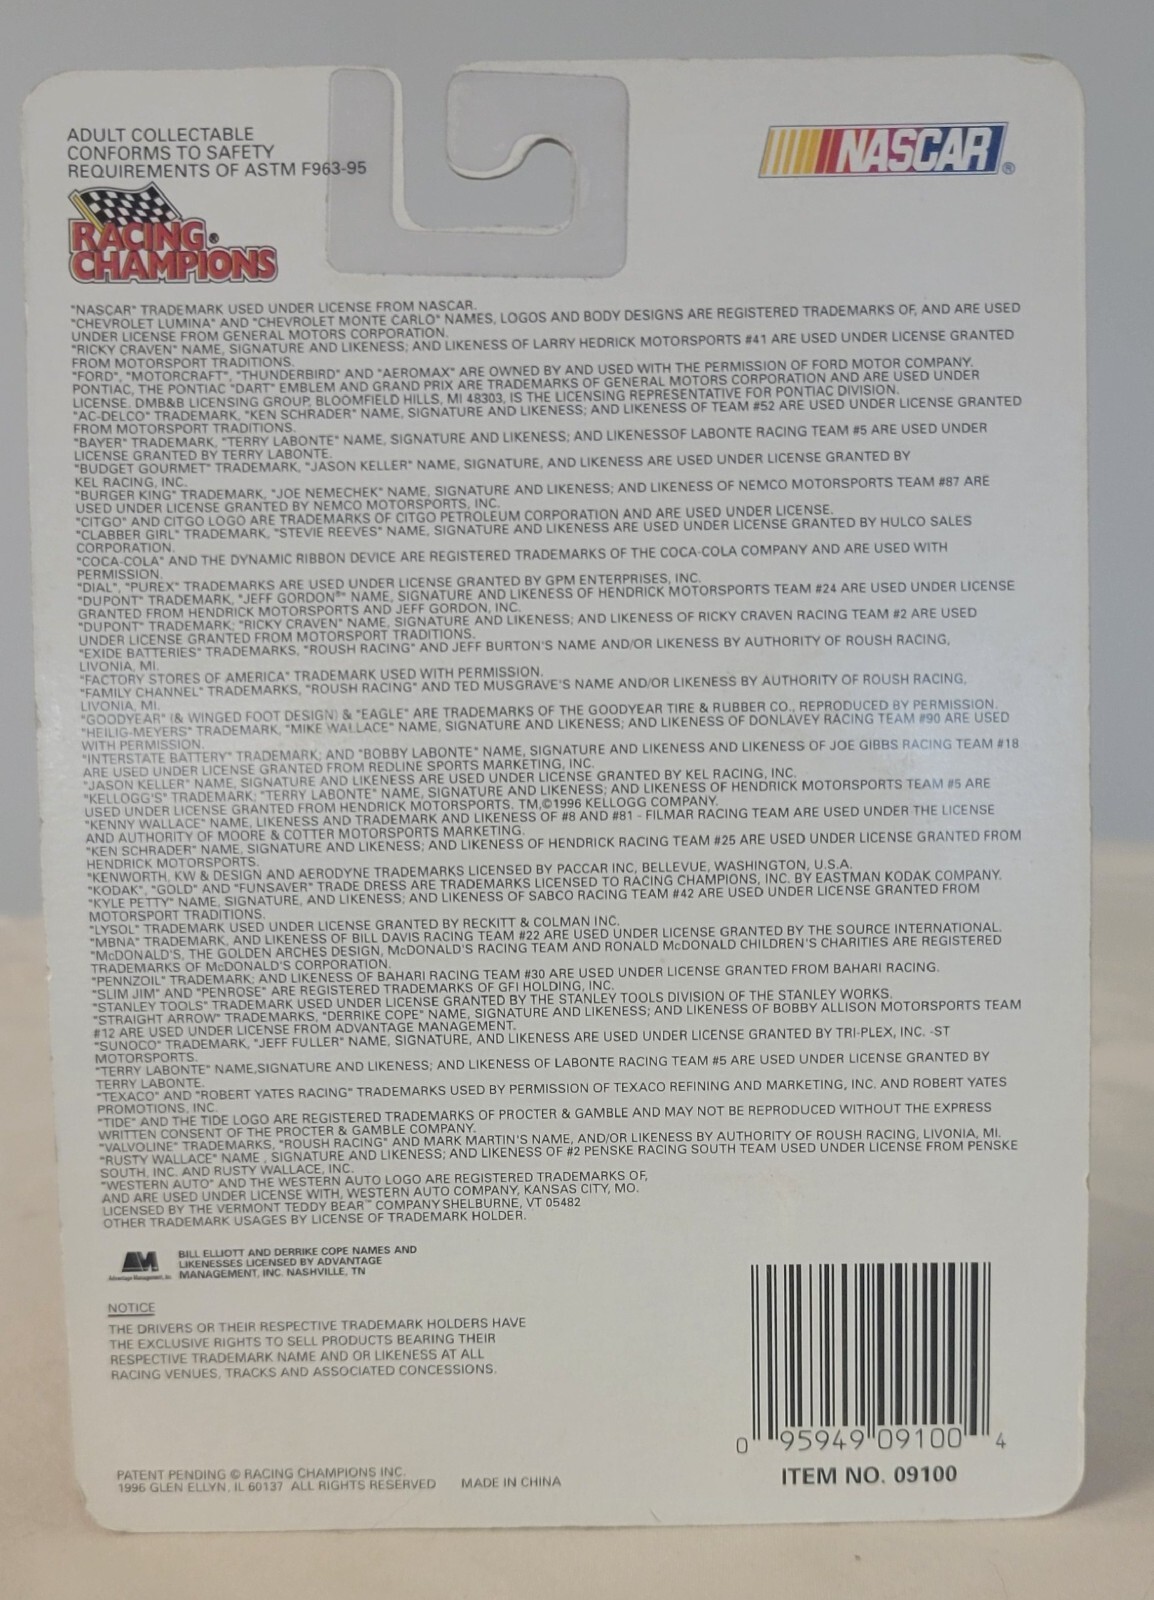 ADULT COLLECTABLE
CONFORMS TO SAFETY
REQUIREMENTS OF ASTM F963-95
RACING®
CHAMPIONS
NASCAR®
"NASCAR" TRADEMARK USED UNDER LICENSE FROM NASCAR.
"CHEVROLET LUMINA" AND "CHEVROLET MONTE CARLO" NAMES, LOGOS AND BODY DESIGNS ARE REGISTERED TRADEMARKS OF, AND ARE USED
UNDER LICENSE FROM GENERAL MOTORS CORPORATION.
"RICKY CRAVEN" NAME, SIGNATURE AND LIKENESS; AND LIKENESS OF LARRY HEDRICK MOTORSPORTS #41 ARE USED UNDER LICENSE GRANTED
FROM MOTORSPORT TRADITIONS.
"FORD", "MOTORCRAFT", "THUNDERBIRD" AND "AEROMAX" ARE OWNED BY AND USED WITH THE PERMISSION OF FORD MOTOR COMPANY.
PONTIAC, THE PONTIAC "DART" EMBLEM AND GRAND PRIX ARE TRADEMARKS OF GENERAL MOTORS CORPORATION AND ARE USED UNDER
LICENSE. DMB&B LICENSING GROUP, BLOOMFIELD HILLS, MI 48303, IS THE LICENSING REPRESENTATIVE FOR PONTIAC DIVISION.
"AC-DELCO" TRADEMARK, "KEN SCHRADER" NAME, SIGNATURE AND LIKENESS; AND LIKENESS OF TEAM #52 ARE USED UNDER LICENSE GRANTED
FROM MOTORSPORT TRADITIONS.
"BAYER" TRADEMARK, "TERRY LABONTE" NAME, SIGNATURE AND LIKENESS; AND LIKENESSOF LABONTE RACING TEAM #5 ARE USED UNDER
LICENSE GRANTED BY TERRY LABONTE.
"BUDGET GOURMET" TRADEMARK, "JASON KELLER" NAME, SIGNATURE, AND LIKENESS ARE USED UNDER LICENSE GRANTED BY
KEL RACING, INC.
"BURGER KING" TRADEMARK, "JOE NEMECHEK" NAME, SIGNATURE AND LIKENESS; AND LIKENESS OF NEMCO MOTORSPORTS TEAM #87 ARE
USED UNDER LICENSE GRANTED BY NEMCO MOTORSPORTS, INC.
"CITGO" AND CITGO LOGO ARE TRADEMARKS OF CITGO PETROLEUM CORPORATION AND ARE USED UNDER LICENSE.
"CLABBER GIRL" TRADEMARK, "STEVIE REEVES" NAME, SIGNATURE AND LIKENESS ARE USED UNDER LICENSE GRANTED BY HULCO SALES
CORPORATION.
"COCA-COLA" AND THE DYNAMIC RIBBON DEVICE ARE REGISTERED TRADEMARKS OF THE COCA-COLA COMPANY AND ARE USED WITH
PERMISSION.
"DIAL", "PUREX" TRADEMARKS ARE USED UNDER LICENSE GRANTED BY GPM ENTERPRISES, INC.
"DUPONT" TRADEMARK, "JEFF GORDON®" NAME, SIGNATURE AND LIKENESS OF HENDRICK MOTORSPORTS TEAM #24 ARE USED UNDER LICENSE
GRANTED FROM HENDRICK MOTORSPORTS AND JEFF GORDON, INC.
"DUPONT" TRADEMARK; "RICKY CRAVEN" NAME, SIGNATURE AND LIKENESS; AND LIKENESS OF RICKY CRAVEN RACING TEAM #2 ARE USED
UNDER LICENSE GRANTED FROM MOTORSPORT TRADITIONS.
"EXIDE BATTERIES" TRADEMARKS, "ROUSH RACING" AND JEFF BURTON'S NAME AND/OR LIKENESS BY AUTHORITY OF ROUSH RACING,
LIVONIA, MI.
"FACTORY STORES OF AMERICA" TRADEMARK USED WITH PERMISSION.
"FAMILY CHANNEL" TRADEMARKS, "ROUSH RACING" AND TED MUSGRAVE'S NAME AND/OR LIKENESS BY AUTHORITY OF ROUSH RACING,
LIVONIA, MI.
"GOODYEAR" (& WINGED FOOT DESIGN) & "EAGLE" ARE TRADEMARKS OF THE GOODYEAR TIRE & RUBBER CO., REPRODUCED BY PERMISSION.
"HEILIG-MEYERS" TRADEMARK, "MIKE WALLACE" NAME, SIGNATURE AND LIKENESS; AND LIKENESS OF DONLAVEY RACING TEAM #90 ARE USED
WITH PERMISSION.
"INTERSTATE BATTERY" TRADEMARK; AND "BOBBY LABONTE" NAME, SIGNATURE AND LIKENESS AND LIKENESS OF JOE GIBBS RACING TEAM #18
ARE USED UNDER LICENSE GRANTED FROM REDLINE SPORTS MARKETING, INC.
"JASON KELLER" NAME, SIGNATURE AND LIKENESS ARE USED UNDER LICENSE GRANTED BY KEL RACING, INC.
"KELLOGG'S" TRADEMARK; "TERRY LABONTE" NAME, SIGNATURE AND LIKENESS; AND LIKENESS OF HENDRICK MOTORSPORTS TEAM #5 ARE
USED UNDER LICENSE GRANTED FROM HENDRICK MOTORSPORTS. TM,©1996 KELLOGG COMPANY.
"KENNY WALLACE" NAME, LIKENESS AND TRADEMARK AND LIKENESS OF #8 AND #81 - FILMAR RACING TEAM ARE USED UNDER THE LICENSE
AND AUTHORITY OF MOORE & COTTER MOTORSPORTS MARKETING.
"KEN SCHRADER" NAME, SIGNATURE AND LIKENESS; AND LIKENESS OF HENDRICK RACING TEAM #25 ARE USED UNDER LICENSE GRANTED FROM
HENDRICK MOTORSPORTS.
"KENWORTH, KW & DESIGN AND AERODYNE TRADEMARKS LICENSED BY PACCAR INC, BELLEVUE, WASHINGTON, U.S.A.
"KODAK", "GOLD" AND "FUNSAVER" TRADE DRESS ARE TRADEMARKS LICENSED TO RACING CHAMPIONS, INC. BY EASTMAN KODAK COMPANY.
"KYLE PETTY" NAME, SIGNATURE, AND LIKENESS; AND LIKENESS OF SABCO RACING TEAM #42 ARE USED UNDER LICENSE GRANTED FROM
MOTORSPORT TRADITIONS.
"LYSOL" TRADEMARK USED UNDER LICENSE GRANTED BY RECKITT & COLMAN INC.
"MBNA" TRADEMARK, AND LIKENESS OF BILL DAVIS RACING TEAM #22 ARE USED UNDER LICENSE GRANTED BY THE SOURCE INTERNATIONAL.
"McDONALD'S, THE GOLDEN ARCHES DESIGN, McDONALD'S RACING TEAM AND RONALD McDONALD CHILDREN'S CHARITIES ARE REGISTERED
TRADEMARKS OF McDONALD'S CORPORATION.
"PENNZOIL" TRADEMARK; AND LIKENESS OF BAHARI RACING TEAM #30 ARE USED UNDER LICENSE GRANTED FROM BAHARI RACING.
"SLIM JIM" AND "PENROSE" ARE REGISTERED TRADEMARKS OF GFI HOLDING, INC.
"STANLEY TOOLS" TRADEMARK USED UNDER LICENSE GRANTED BY THE STANLEY TOOLS DIVISION OF THE STANLEY WORKS.
"STRAIGHT ARROW" TRADEMARKS, "DERRIKE COPE" NAME, SIGNATURE AND LIKENESS; AND LIKENESS OF BOBBY ALLISON MOTORSPORTS TEAM
#12 ARE USED UNDER LICENSE FROM ADVANTAGE MANAGEMENT.
"SUNOCO" TRADEMARK, "JEFF FULLER" NAME, SIGNATURE, AND LIKENESS ARE USED UNDER LICENSE GRANTED BY TRI-PLEX, INC. -ST
MOTORSPORTS.
"TERRY LABONTE" NAME,SIGNATURE AND LIKENESS; AND LIKENESS OF LABONTE RACING TEAM #5 ARE USED UNDER LICENSE GRANTED BY
TERRY LABONTE.
"TEXACO" AND "ROBERT YATES RACING" TRADEMARKS USED BY PERMISSION OF TEXACO REFINING AND MARKETING, INC. AND ROBERT YATES
PROMOTIONS, INC.
"TIDE" AND THE TIDE LOGO ARE REGISTERED TRADEMARKS OF PROCTER & GAMBLE AND MAY NOT BE REPRODUCED WITHOUT THE EXPRESS
WRITTEN CONSENT OF THE PROCTER & GAMBLE COMPANY.
"VALVOLINE" TRADEMARKS, "ROUSH RACING" AND MARK MARTIN'S NAME, AND/OR LIKENESS BY AUTHORITY OF ROUSH RACING, LIVONIA, MI.
"RUSTY WALLACE" NAME , SIGNATURE AND LIKENESS; AND LIKENESS OF #2 PENSKE RACING SOUTH TEAM USED UNDER LICENSE FROM PENSKE
SOUTH, INC. AND RUSTY WALLACE, INC.
"WESTERN AUTO" AND THE WESTERN AUTO LOGO ARE REGISTERED TRADEMARKS OF,
AND ARE USED UNDER LICENSE WITH, WESTERN AUTO COMPANY, KANSAS CITY, MO.
LICENSED BY THE VERMONT TEDDY BEAR™ COMPANY SHELBURNE, VT 05482
OTHER TRADEMARK USAGES BY LICENSE OF TRADEMARK HOLDER.
AM
Advantage Management, Inc.
BILL ELLIOTT AND DERRIKE COPE NAMES AND
LIKENESSES LICENSED BY ADVANTAGE
MANAGEMENT, INC. NASHVILLE, TN
NOTICE
THE DRIVERS OR THEIR RESPECTIVE TRADEMARK HOLDERS HAVE
THE EXCLUSIVE RIGHTS TO SELL PRODUCTS BEARING THEIR
RESPECTIVE TRADEMARK NAME AND OR LIKENESS AT ALL
RACING VENUES, TRACKS AND ASSOCIATED CONCESSIONS.
0 95949 09100 4
ITEM NO. 09100
PATENT PENDING © RACING CHAMPIONS INC.
1996 GLEN ELLYN, IL 60137 ALL RIGHTS RESERVED MADE IN CHINA